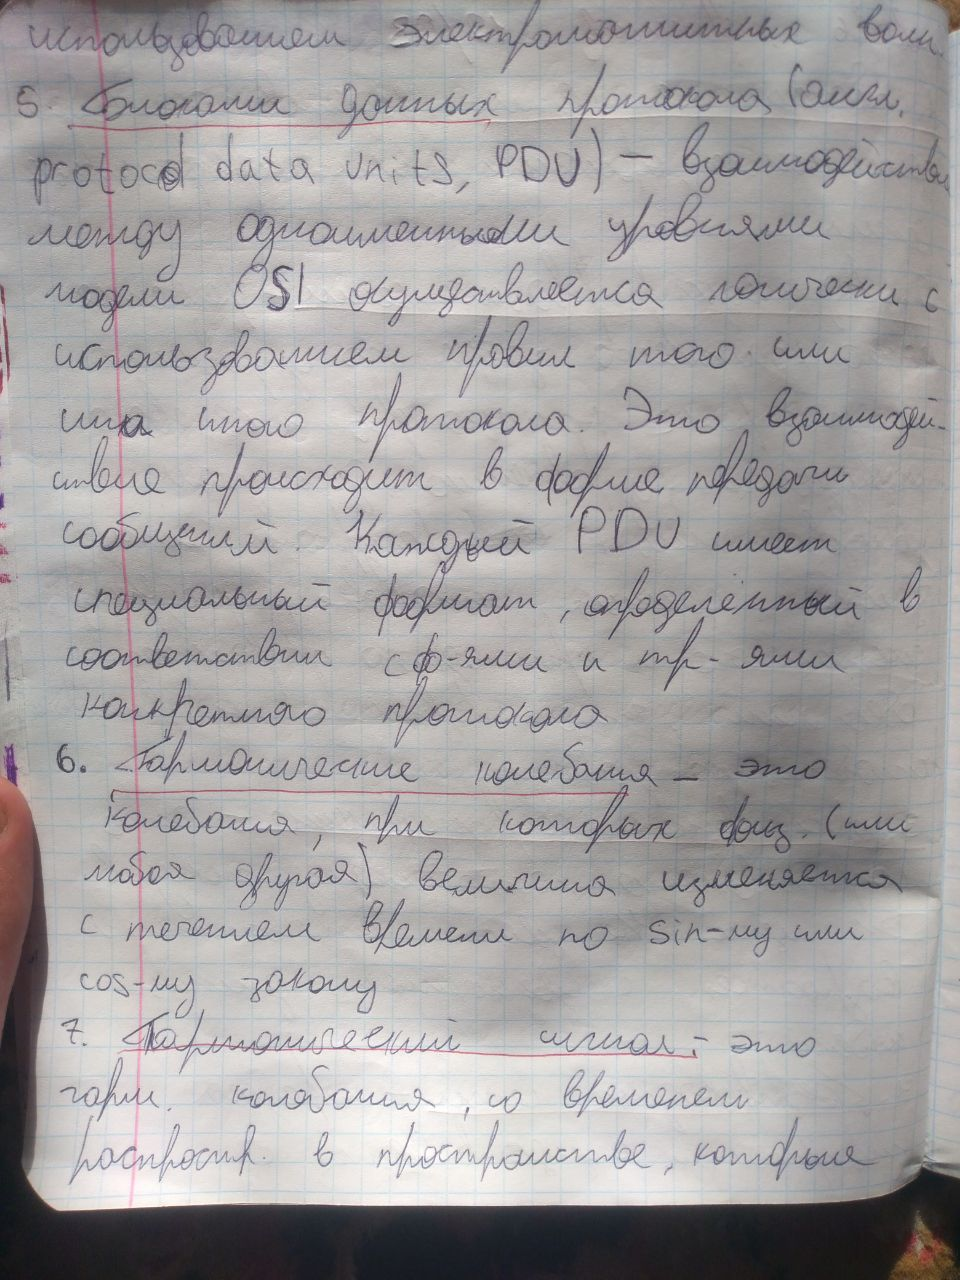 использованием электромагнитных волн.
5. Блоками данных протокола (англ.
protocol data units, PDU) — взаимодействие
между одноименными уровнями
модели OSI осуществляется логически с
использованием правил того или
ина иного протокола. Это взаимодей-
ствие происходит в форме передачи
сообщений. Каждый PDU имеет
специальный формат, определённый в
соответствии с ф-ями и тр-ями
конкретного протокола
6. Гармонические колебания – это
колебания, при которых физ. (или
любая другая) величина изменяется
с течением времени по sin-му или
cos-му закону
7. Гармонический сигнал – это
гарм. колебания, со временем
распростр. в пространстве, которые